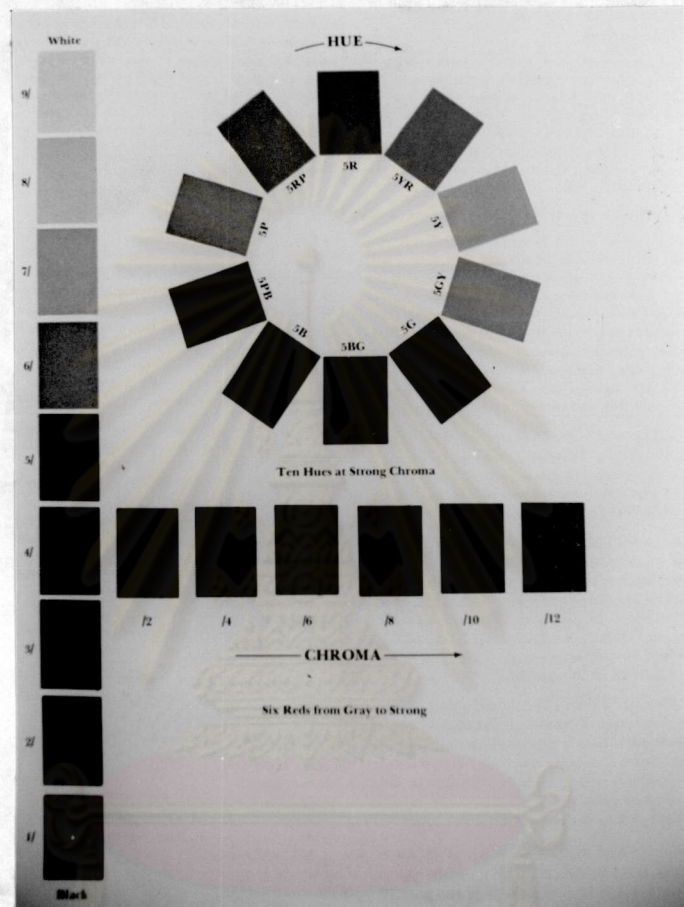 White
HUE
9/
8/
7/
6/
5/
4/
3/
2/
1/
Black
5R
5YR
5Y
5GY
5G
5BG
5B
5PB
5P
5RP
Ten Hues at Strong Chroma
/2 /4 /6 /8 /10 /12
CHROMA
Six Reds from Gray to Strong